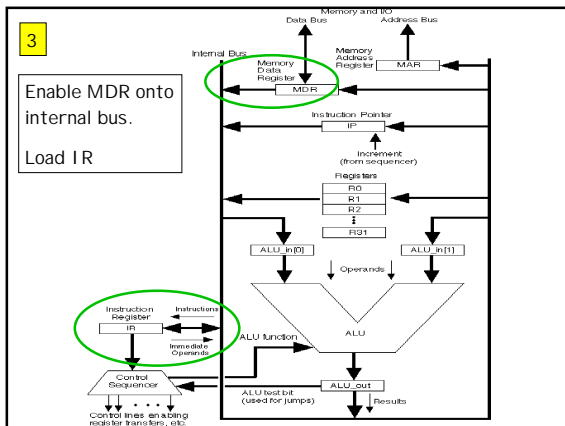 3
Enable MDR onto
internal bus.
Load IR
Memory and I/O
Data Bus
Address Bus
Internal Bus
Memory
Data
Register
MDR
Memory
Address
Register
MAR
Instruction Pointer
IP
Increment
(from sequencer)
Registers
R0
R1
R2
R31
ALU_in[0]
ALU_in[1]
Operands
ALU
Instruction
Register
IR
Instructions
Immediate
Operands
ALU function
Control
Sequencer
ALU test bit
(used for jumps)
ALU_out
Results
Control lines enabling
register transfers, etc.